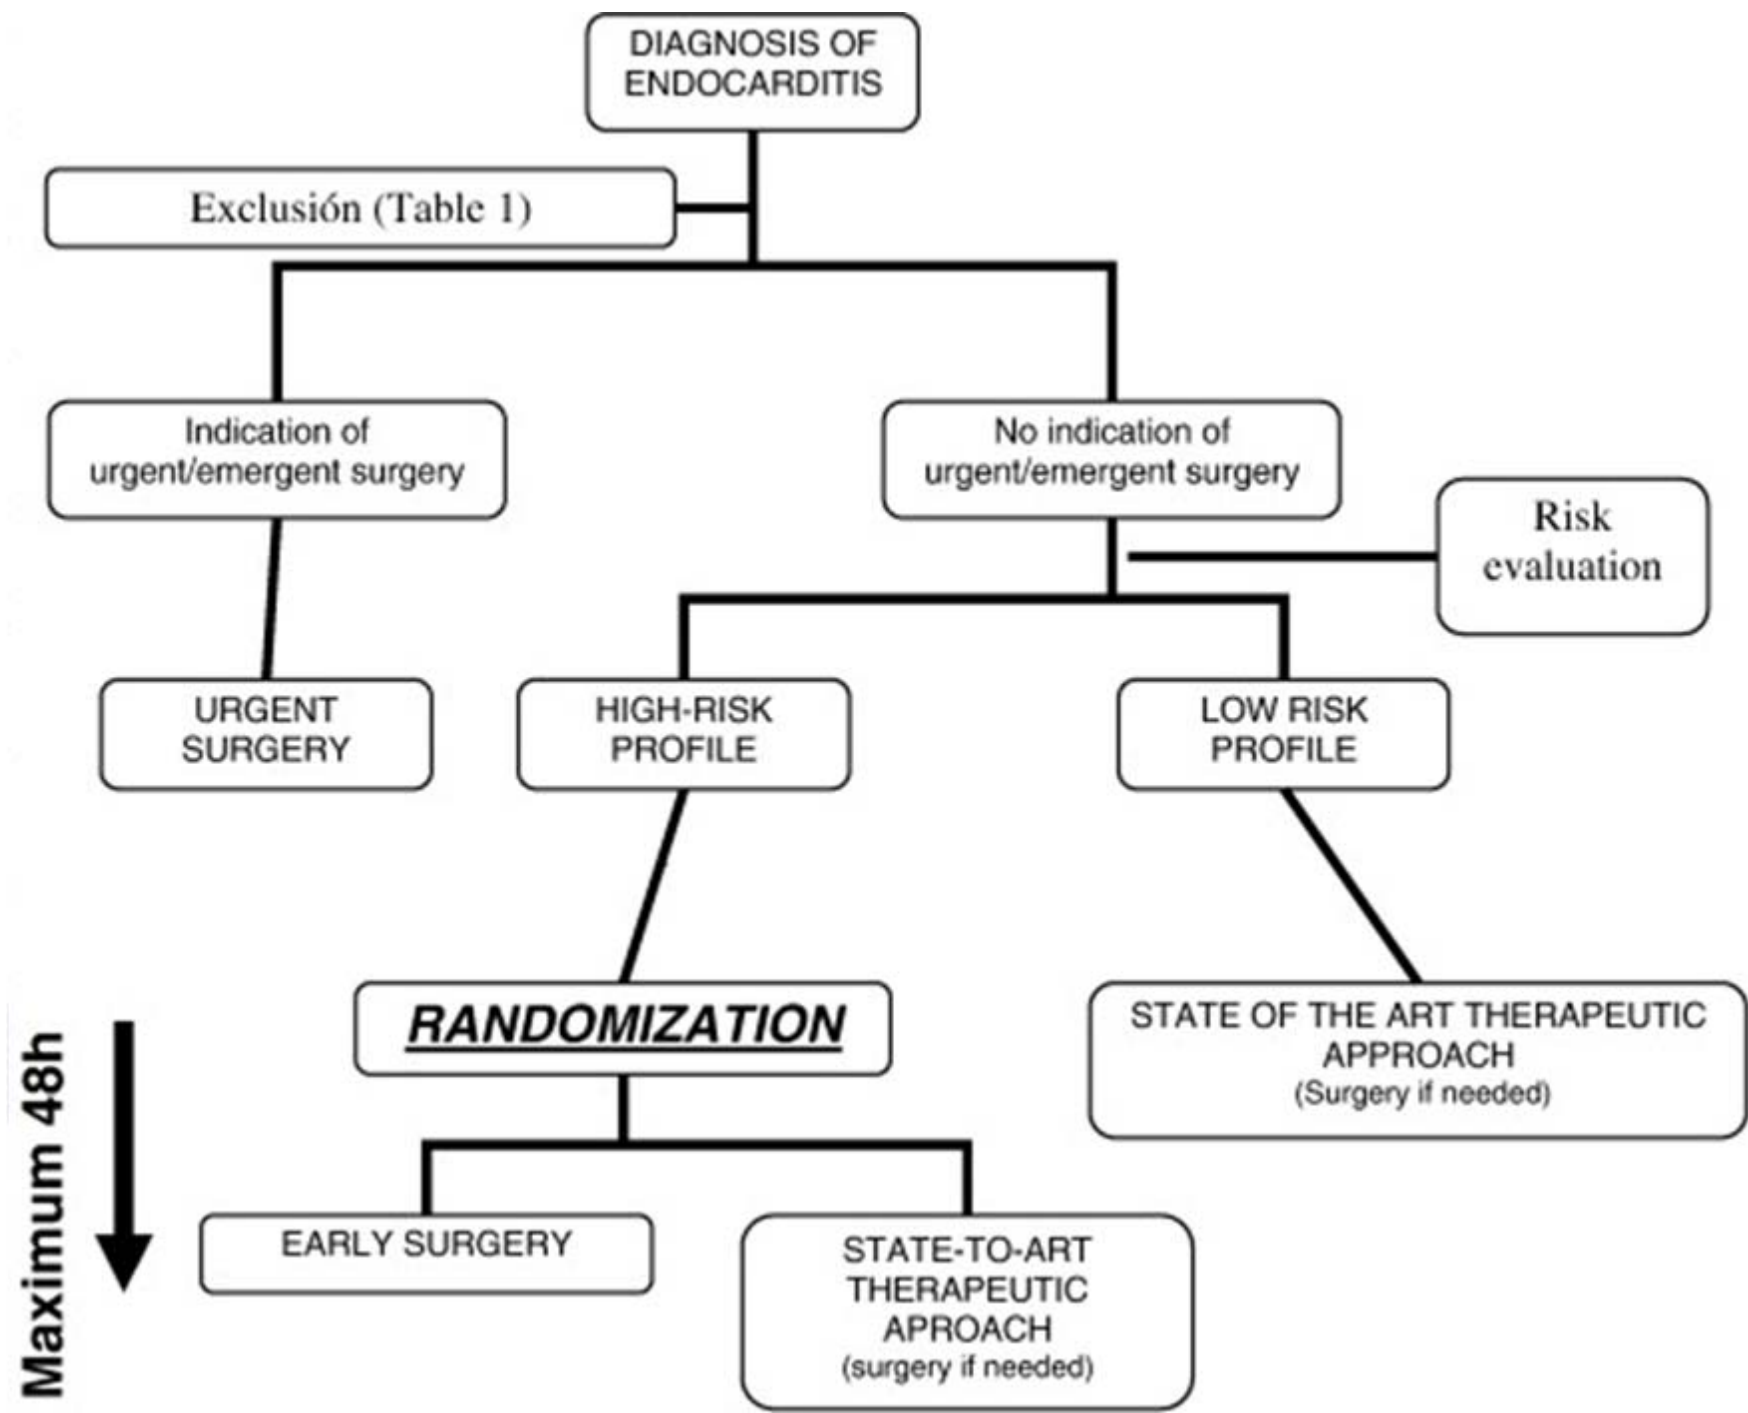 DIAGNOSIS OF
ENDOCARDITIS
Exclusión (Table 1)
Indication of
urgent/emergent surgery
No indication of
urgent/emergent surgery
Risk
evaluation
URGENT
SURGERY
HIGH-RISK
PROFILE
LOW RISK
PROFILE
RANDOMIZATION
STATE OF THE ART THERAPEUTIC
APPROACH
(Surgery if needed)
Maximum 48h
EARLY SURGERY
STATE-TO-ART
THERAPEUTIC
APROACH
(surgery if needed)